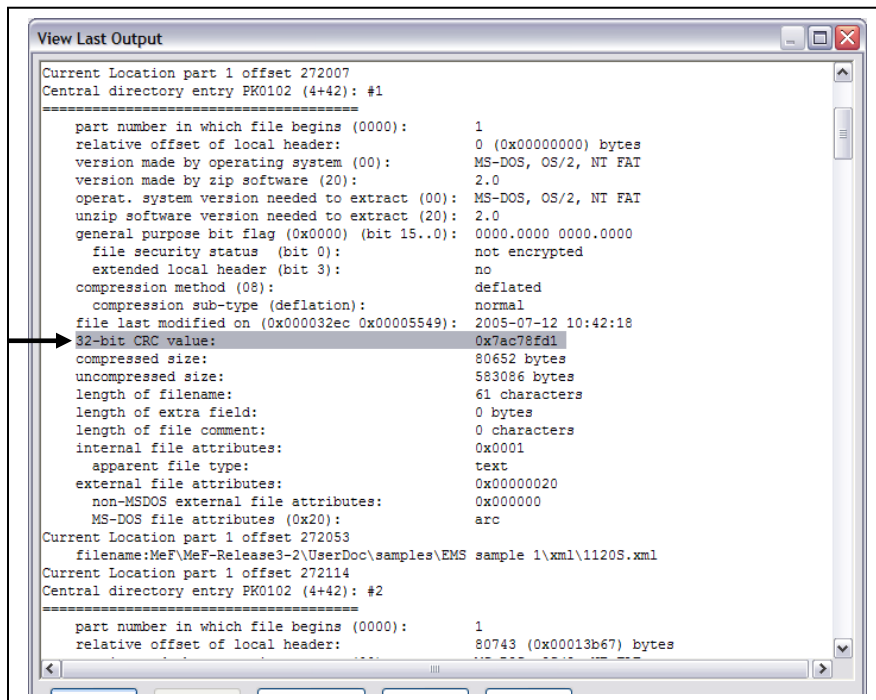 View Last Output
Current Location part 1 offset 272007
Central directory entry PK0102 (4+42): #1
======================================
part number in which file begins (0000): 1
relative offset of local header: 0 (0x00000000) bytes
version made by operating system (00): MS-DOS, OS/2, NT FAT
version made by zip software (20): 2.0
operat. system version needed to extract (00): MS-DOS, OS/2, NT FAT
unzip software version needed to extract (20): 2.0
general purpose bit flag (0x0000) (bit 15..0): 0000.0000 0000.0000
file security status (bit 0): not encrypted
extended local header (bit 3): no
compression method (08): deflated
compression sub-type (deflation): normal
file last modified on (0x000032ec 0x00005549): 2005-07-12 10:42:18
32-bit CRC value: 0x7ac78fd1
compressed size: 80652 bytes
uncompressed size: 583086 bytes
length of filename: 61 characters
length of extra field: 0 bytes
length of file comment: 0 characters
internal file attributes: 0x0001
apparent file type: text
external file attributes: 0x00000020
non-MSDOS external file attributes: 0x000000
MS-DOS file attributes (0x20): arc
Current Location part 1 offset 272053
filename:MeF\MeF-Release3-2\UserDoc\samples\EMS sample 1\xml\1120S.xml
Current Location part 1 offset 272114
Central directory entry PK0102 (4+42): #2
======================================
part number in which file begins (0000): 1
relative offset of local header: 80743 (0x00013b67) bytes